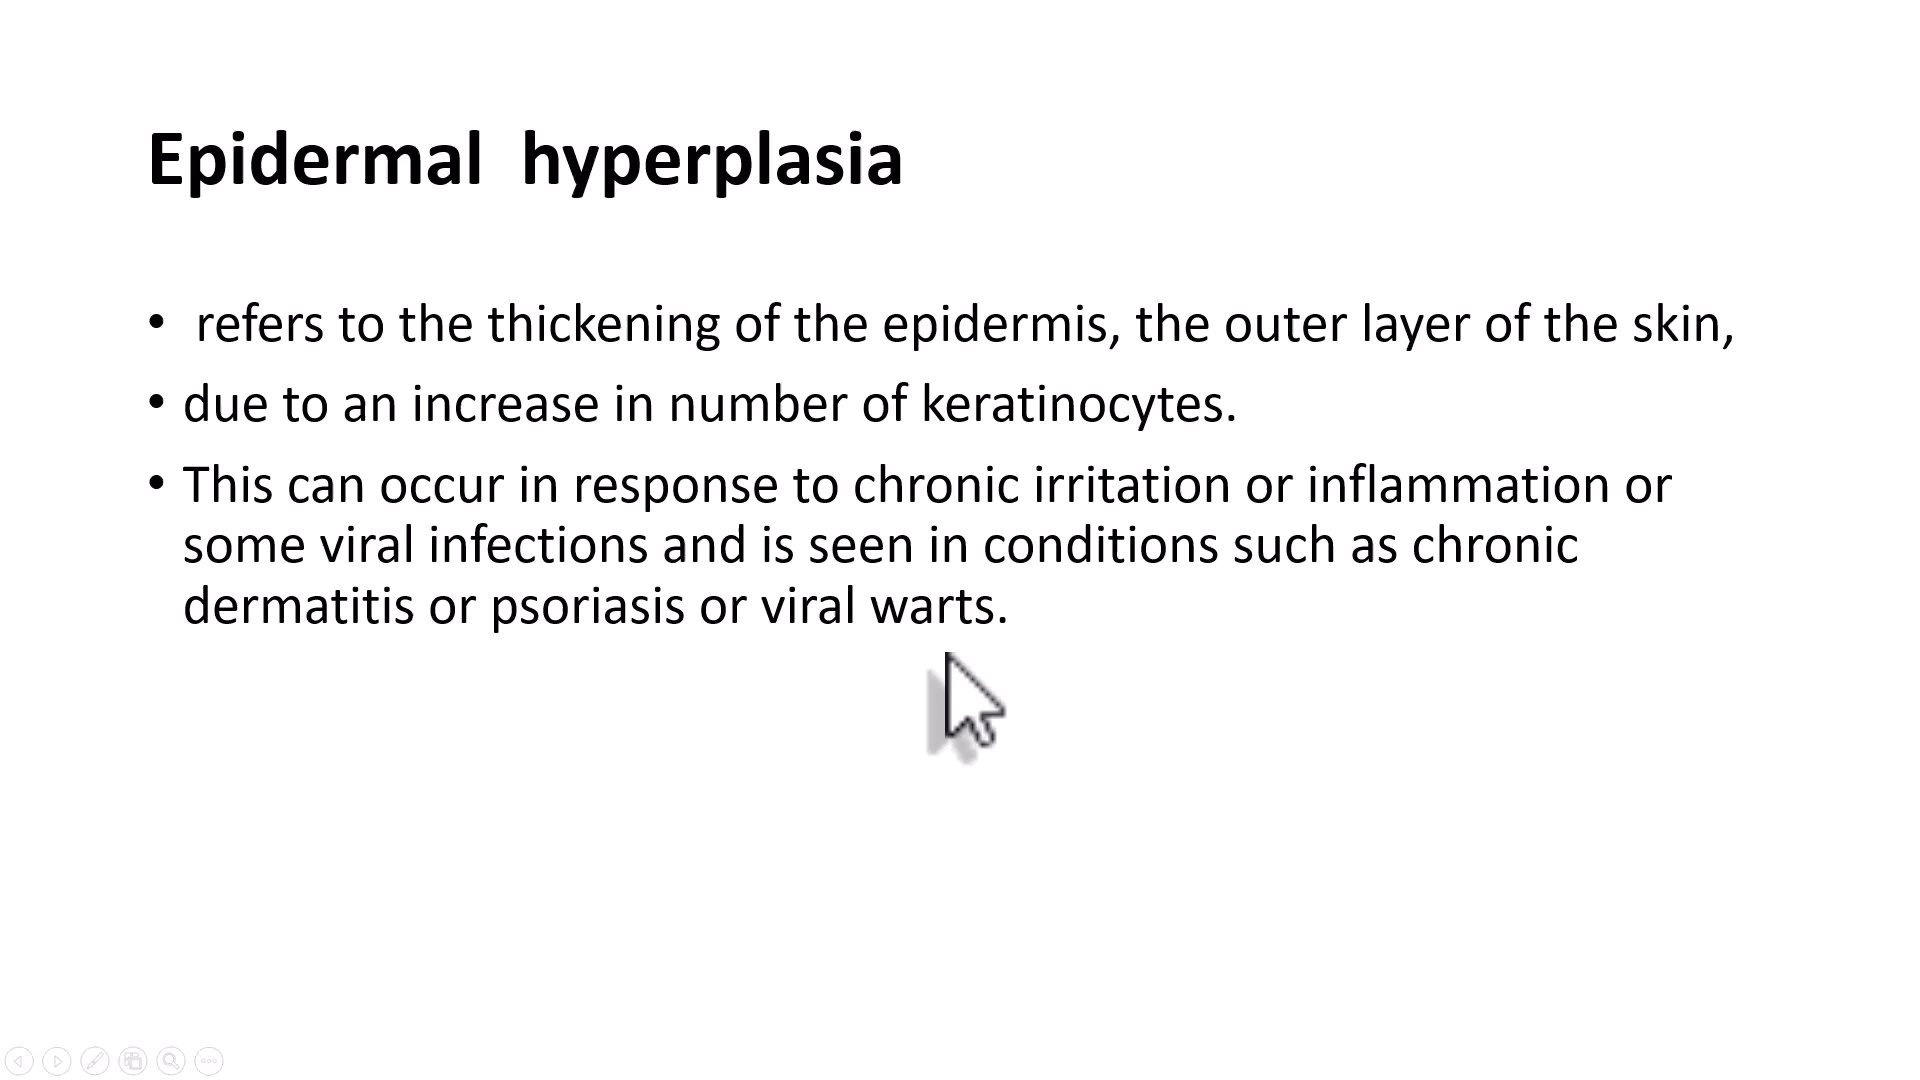 Epidermal  hyperplasia
•  refers to the thickening of the epidermis, the outer layer of the skin,
• due to an increase in number of keratinocytes.
• This can occur in response to chronic irritation or inflammation or
some viral infections and is seen in conditions such as chronic
dermatitis or psoriasis or viral warts.